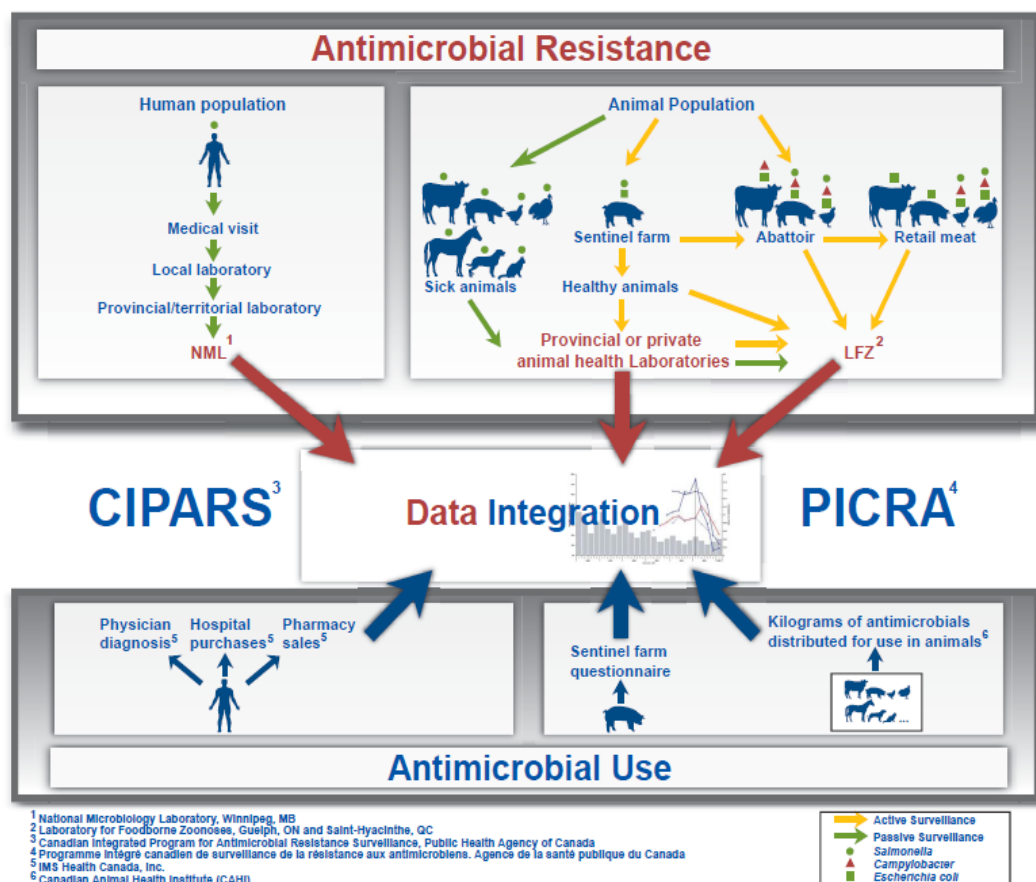 Antimicrobial Resistance
Human population
Medical visit
Local laboratory
Provincial/territorial laboratory
NML1
Animal Population
Sick animals
Sentinel farm
Healthy animals
Abattoir
Retail meat
Provincial or private
animal health Laboratories
LFZ2
CIPARS3
Data Integration
PICRA4
Physician
diagnosis5
Hospital
purchases5
Pharmacy
sales5
Sentinel farm
questionnaire
Kilograms of antimicrobials
distributed for use in animals6
...
Antimicrobial Use
1 National Microbiology Laboratory, Winnipeg, MB
2 Laboratory for Foodborne Zoonoses, Guelph, ON and Saint-Hyacinthe, QC
3 Canadian Integrated Program for Antimicrobial Resistance Surveillance, Public Health Agency of Canada
4 Programme intégré canadien de surveillance de la résistance aux antimicrobiens. Agence de la santé publique du Canada
5 IMS Health Canada, Inc.
6 Canadian Animal Health Institute (CAHI)
Active Surveillance
Passive Surveillance
Salmonella
Campylobacter
Escherichia coli